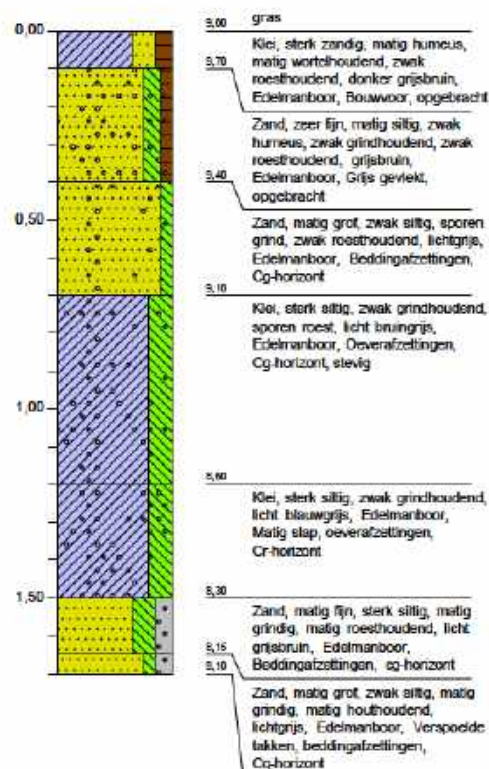 0,00
9,00
gras
Klei, sterk zandig, matig humeus,
matig wortelhoudend, zwak
roesthoudend, donker grijsbruin,
Edelmanboor, Bouwvoor, opgebracht
9,70
Zand, zeer fijn, matig siltig, zwak
humeus, zwak grindhoudend, zwak
roesthoudend, grijsbruin,
Edelmanboor, Grijs gevlekt,
opgebracht
9,40
0,50
Zand, matig grof, zwak siltig, sporen
grind, zwak roesthoudend, lichtgrijs,
Edelmanboor, Beddingafzettingen,
Cg-horizont
9,10
Klei, sterk siltig, zwak grindhoudend,
sporen roest, licht bruingrijs,
Edelmanboor, Oeverafzettingen,
Cg-horizont, stevig
1,00
8,60
Klei, sterk siltig, zwak grindhoudend,
licht blauwgrijs, Edelmanboor,
Matig slap, oeverafzettingen,
Cr-horizont
1,50
8,30
Zand, matig fijn, sterk siltig, matig
grindig, matig roesthoudend, licht
grijsbruin, Edelmanboor,
Beddingafzettingen, cg-horizont
8,15
8,10
Zand, matig grof, zwak siltig, matig
grindig, matig houthoudend,
lichtgrijs, Edelmanboor, Verspoelde
takken, beddingafzettingen,
Cg-horizont